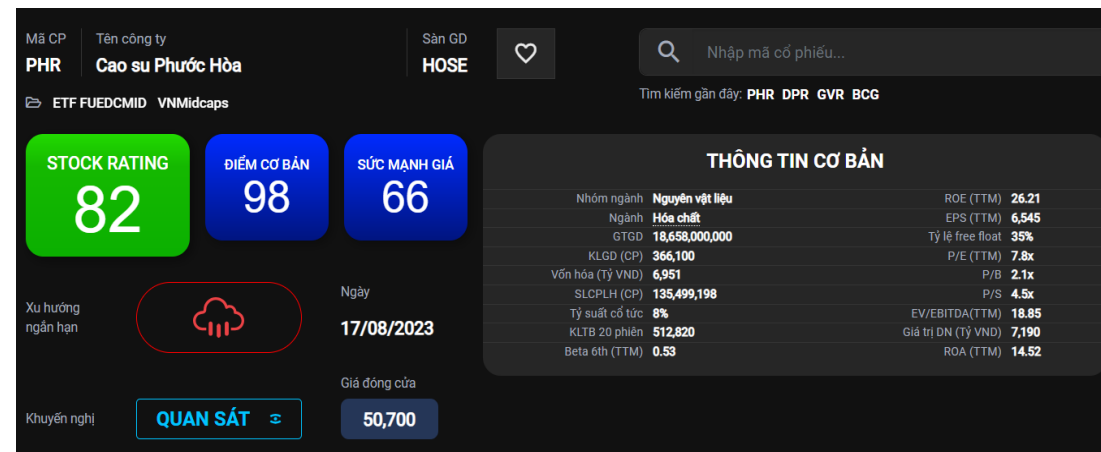 Mã CP Tên công ty Sàn GD
PHR Cao su Phước Hòa HOSE
Nhập mã cổ phiếu...
Tìm kiếm gần đây: PHR DPR GVR BCG
ETF FUEDCMID VNMidcaps
STOCK RATING
82
ĐIỂM CƠ BẢN
98
SỨC MẠNH GIÁ
66
Xu hướng
ngắn hạn
Ngày
17/08/2023
Giá đóng cửa
50,700
Khuyến nghị QUAN SÁT
THÔNG TIN CƠ BẢN
Nhóm ngành Nguyên vật liệu ROE (TTM) 26.21
Ngành Hóa chất EPS (TTM) 6,545
GTGD 18,658,000,000 Tỷ lệ free float 35%
KLGD (CP) 366,100 P/E (TTM) 7.8x
Vốn hóa (Tỷ VND) 6,951 P/B 2.1x
SLCPLH (CP) 135,499,198 P/S 4.5x
Tỷ suất cổ tức 8% EV/EBITDA(TTM) 18.85
KLTB 20 phiên 512,820 Giá trị DN (Tỷ VND) 7,190
Beta 6th (TTM) 0.53 ROA (TTM) 14.52